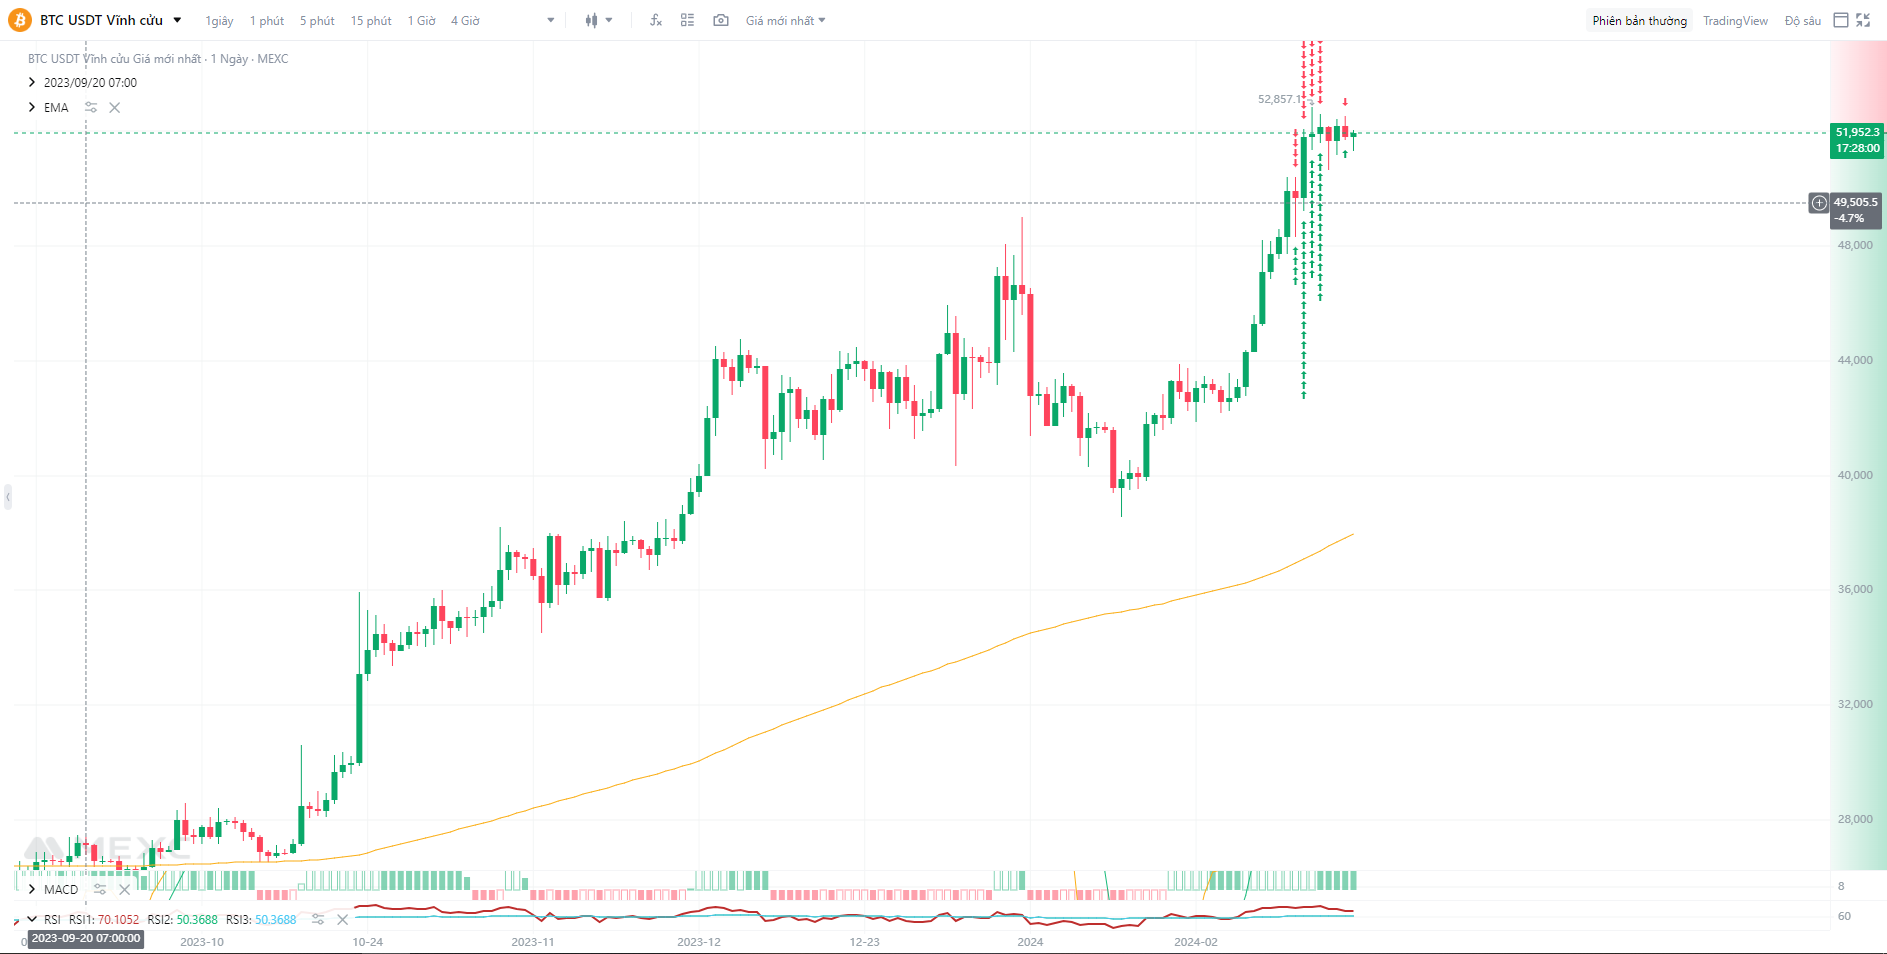 BTC USDT Vĩnh cửu 1giây 1 phút 5 phút 15 phút 1 Giờ 4 Giờ Giá mới nhất Phiên bản thường TradingView Độ sâu
BTC USDT Vĩnh cửu Giá mới nhất · 1 Ngày · MEXC
2023/09/20 07:00
EMA
52,857.1
51,952.3
17:28:00
49,505.5
-4.7%
48,000
44,000
40,000
36,000
32,000
28,000
MEXC
MACD
8
RSI RSI1: 70.1052 RSI2: 50.3688 RSI3: 50.3688
60
2023-09-20 07:00:00
2023-10 10-24 2023-11 2023-12 12-23 2024 2024-02